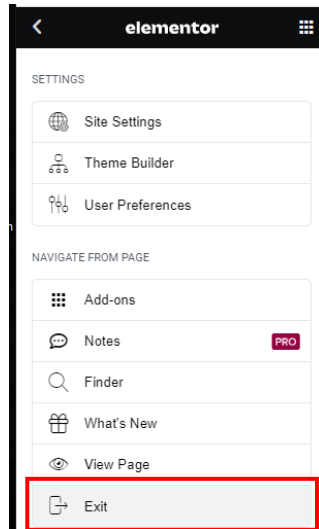 elementor
SETTINGS
Site Settings
Theme Builder
User Preferences
NAVIGATE FROM PAGE
Add-ons
Notes PRO
Finder
What's New
View Page
Exit